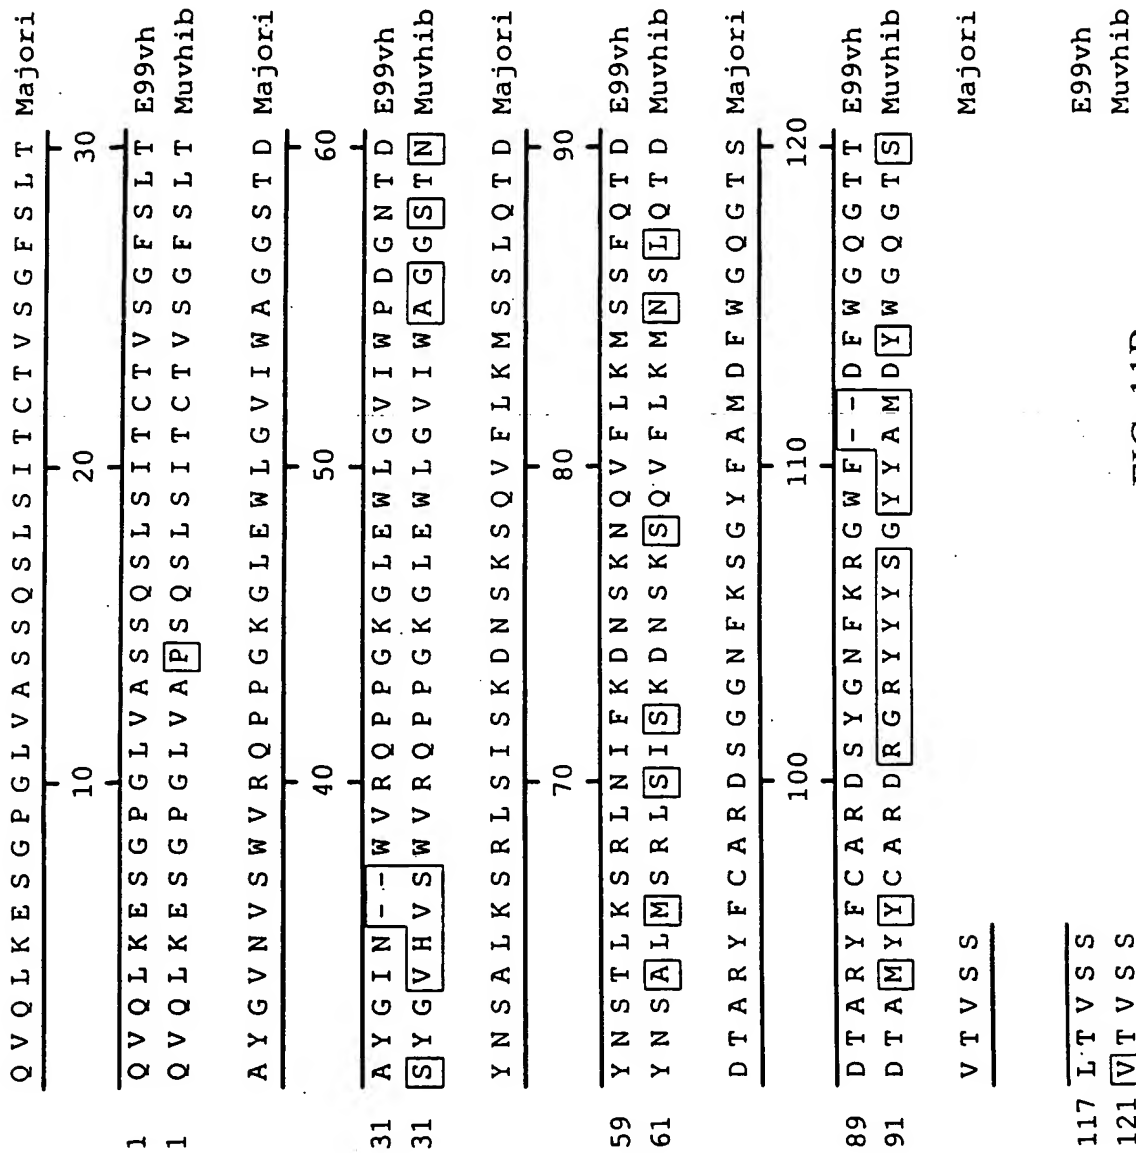 Q V Q L K E S G P G L V A S S Q S L S I T C T V S G F S L T Majori
10 20 30
1 Q V Q L K E S G P G L V A S S Q S L S I T C T V S G F S L T E99vh
1 Q V Q L K E S G P G L V A P S Q S L S I T C T V S G F S L T Muvhib
A Y G V N V S W V R Q P P G K G L E W L G V I W A G G S T D Majori
40 50 60
31 A Y G I N - - W V R Q P P G K G L E W L G V I W P D G N T D E99vh
31 S Y G V H V S W V R Q P P G K G L E W L G V I W A G G S T N Muvhib
Y N S A L K S R L S I S K D N S K S Q V F L K M S S L Q T D Majori
70 80 90
59 Y N S T L K S R L N I F K D N S K N Q V F L K M S S F Q T D E99vh
61 Y N S A L M S R L S I S K D N S K S Q V F L K M N S L Q T D Muvhib
D T A R Y F C A R D S G G N F K S G Y F A M D F W G Q G T S Majori
100 110 120
89 D T A R Y F C A R D S Y G N F K R G W F - - D F W G Q G T T E99vh
91 D T A M Y Y C A R D R G R Y Y Y S G Y Y A M D Y W G Q G T S Muvhib
V T V S S Majori
117 L T V S S E99vh
121 V T V S S Muvhib